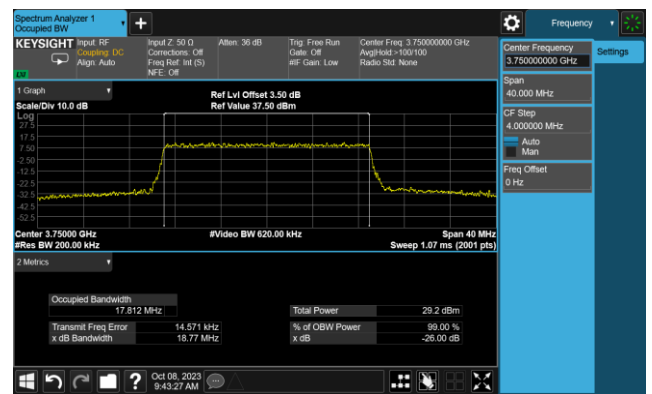 Spectrum Analyzer 1
Occupied BW
Frequency
KEYSIGHT
Input: RF
Coupling: DC
Align: Auto
Input Z: 50 Ω
Corrections: Off
Freq Ref: Int (S)
NFE: Off
Atten: 36 dB
Trig: Free Run
Gate: Off
#IF Gain: Low
Center Freq: 3.750000000 GHz
Avg|Hold:>100/100
Radio Std: None
Center Frequency
3.750000000 GHz
Settings
Span
40.000 MHz
CF Step
4.000000 MHz
Auto
Man
Freq Offset
0 Hz
1 Graph
Scale/Div 10.0 dB
Ref Lvl Offset 3.50 dB
Ref Value 37.50 dBm
Log
27.5
17.5
7.50
-2.50
-12.5
-22.5
-32.5
-42.5
-52.5
Center 3.75000 GHz
#Res BW 200.00 kHz
#Video BW 620.00 kHz
Span 40 MHz
Sweep 1.07 ms (2001 pts)
2 Metrics
Occupied Bandwidth
17.812 MHz
Total Power 29.2 dBm
Transmit Freq Error 14.571 kHz
% of OBW Power 99.00 %
x dB Bandwidth 18.77 MHz
x dB -26.00 dB
?
Oct 08, 2023
9:43:27 AM